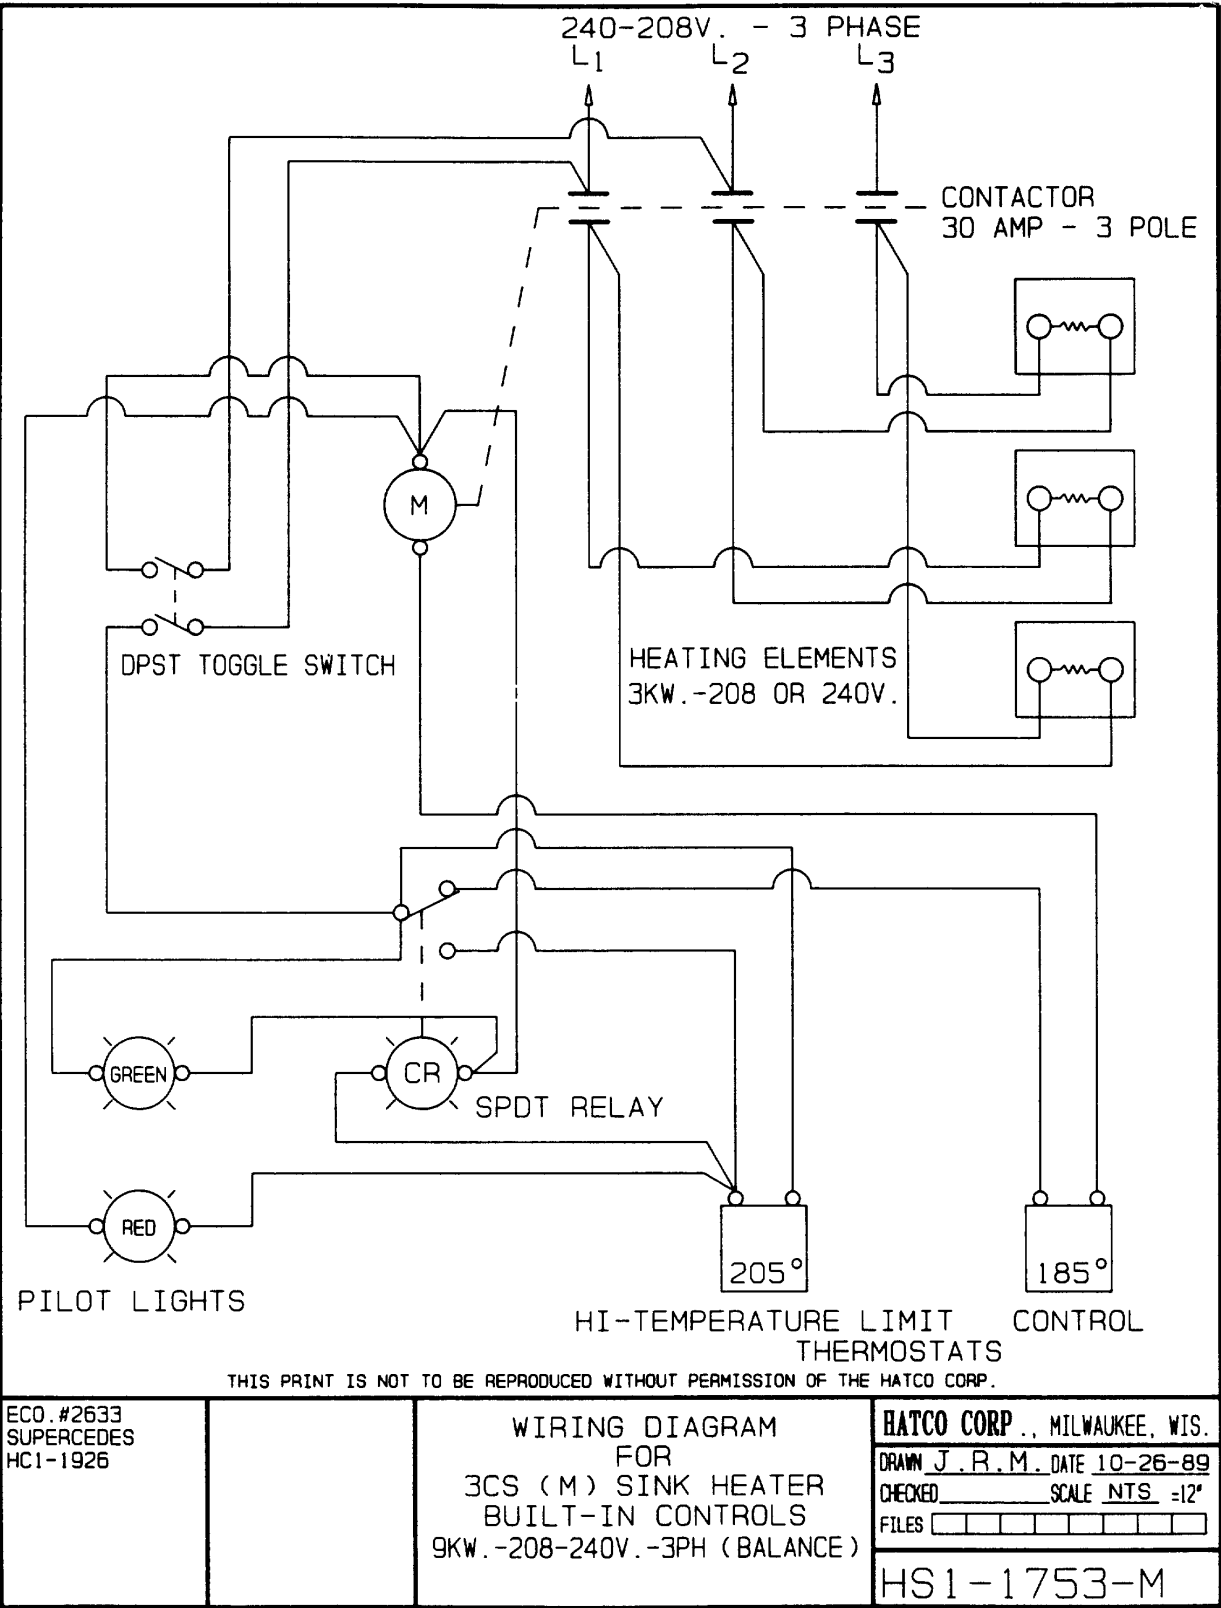 240-208V. - 3 PHASE
L1 L2 L3
CONTACTOR
30 AMP - 3 POLE
M
DPST TOGGLE SWITCH
HEATING ELEMENTS
3KW.-208 OR 240V.
GREEN
CR
SPDT RELAY
RED
205°
185°
PILOT LIGHTS
HI-TEMPERATURE LIMIT CONTROL
THERMOSTATS
THIS PRINT IS NOT TO BE REPRODUCED WITHOUT PERMISSION OF THE HATCO CORP.
ECO.#2633
SUPERCEDES
HC1-1926
WIRING DIAGRAM
FOR
3CS (M) SINK HEATER
BUILT-IN CONTROLS
9KW.-208-240V.-3PH (BALANCE)
HATCO CORP., MILWAUKEE, WIS.
DRAWN J.R.M. DATE 10-26-89
CHECKED SCALE NTS =12"
FILES
HS1-1753-M